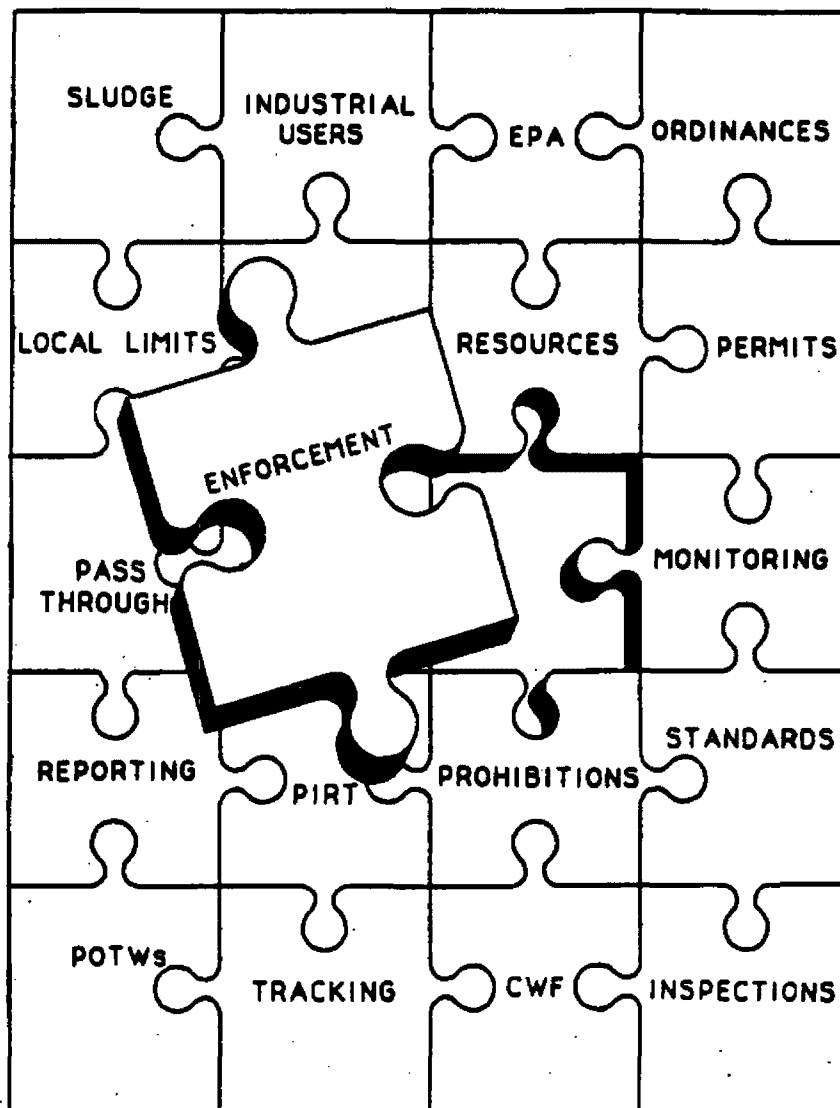 SLUDGE
INDUSTRIAL
USERS
EPA
ORDINANCES
LOCAL LIMITS
RESOURCES
PERMITS
ENFORCEMENT
PASS
THROUGH
MONITORING
REPORTING
PIRT
PROHIBITIONS
STANDARDS
POTWs
TRACKING
CWF
INSPECTIONS